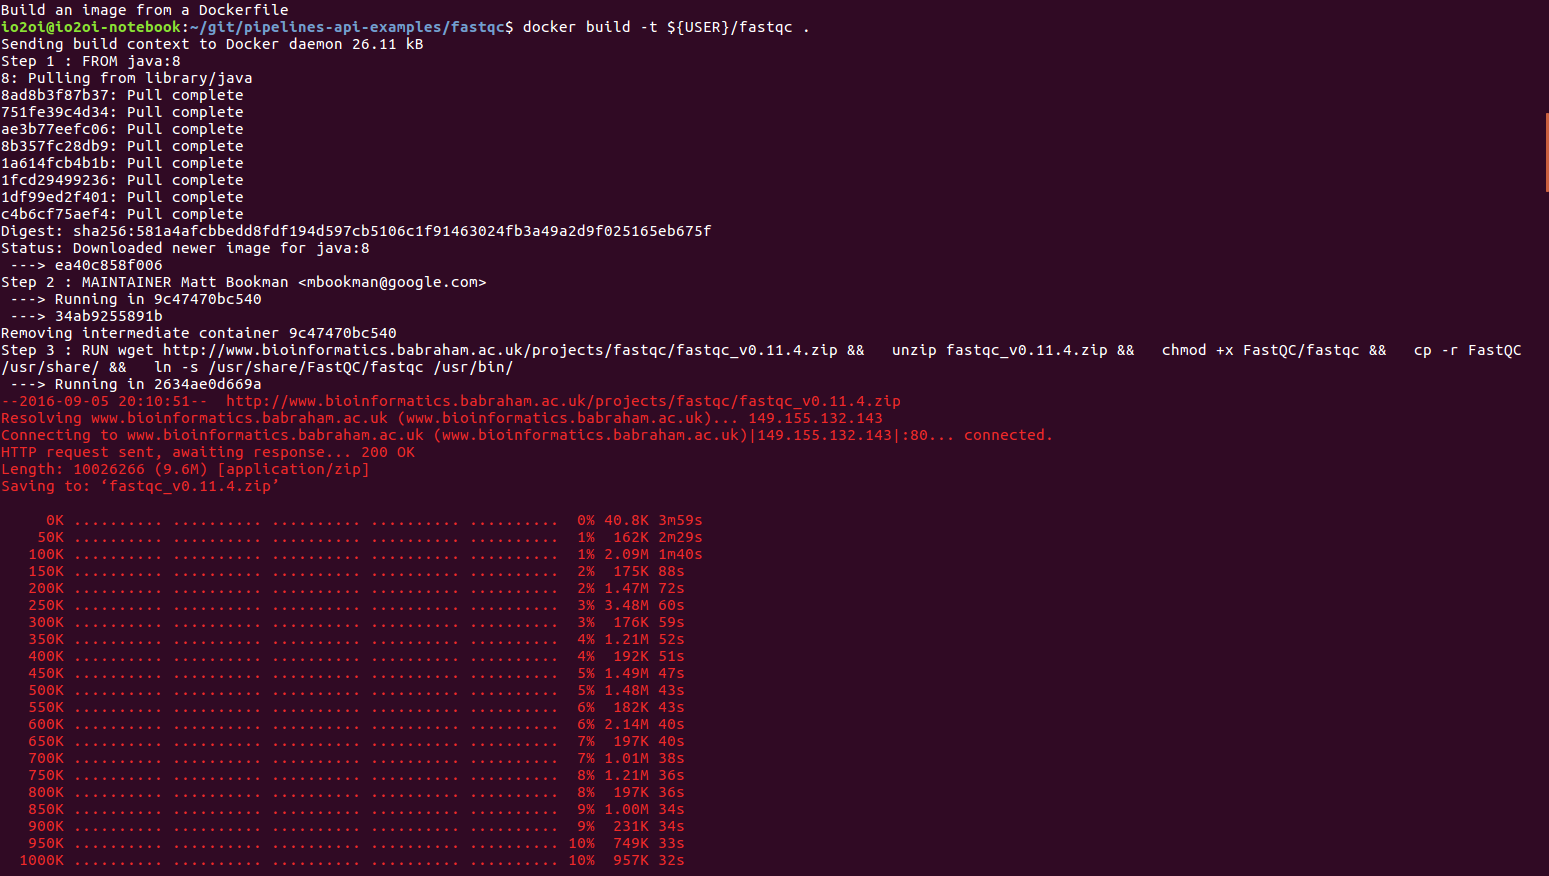 Build an image from a Dockerfile
io2oi@io2oi-notebook:~/git/pipelines-api-examples/fastqc$ docker build -t ${USER}/fastqc .
Sending build context to Docker daemon 26.11 kB
Step 1 : FROM java:8
8: Pulling from library/java
8ad8b3f87b37: Pull complete
751fe39c4d34: Pull complete
ae3b77eefc06: Pull complete
8b357fc28db9: Pull complete
1a614fcb4b1b: Pull complete
1fcd29499236: Pull complete
1df99ed2f401: Pull complete
c4b6cf75aef4: Pull complete
Digest: sha256:581a4afcbbedd8fdf194d597cb5106c1f91463024fb3a49a2d9f025165eb675f
Status: Downloaded newer image for java:8
 ---> ea40c858f006
Step 2 : MAINTAINER Matt Bookman <mbookman@google.com>
 ---> Running in 9c47470bc540
 ---> 34ab9255891b
Removing intermediate container 9c47470bc540
Step 3 : RUN wget http://www.bioinformatics.babraham.ac.uk/projects/fastqc/fastqc_v0.11.4.zip &&   unzip fastqc_v0.11.4.zip &&   chmod +x FastQC/fastqc &&   cp -r FastQC
/usr/share/ &&   ln -s /usr/share/FastQC/fastqc /usr/bin/
 ---> Running in 2634ae0d669a
--2016-09-05 20:10:51--  http://www.bioinformatics.babraham.ac.uk/projects/fastqc/fastqc_v0.11.4.zip
Resolving www.bioinformatics.babraham.ac.uk (www.bioinformatics.babraham.ac.uk)... 149.155.132.143
Connecting to www.bioinformatics.babraham.ac.uk (www.bioinformatics.babraham.ac.uk)|149.155.132.143|:80... connected.
HTTP request sent, awaiting response... 200 OK
Length: 10026266 (9.6M) [application/zip]
Saving to: ‘fastqc_v0.11.4.zip’
     0K .......... .......... .......... .......... ..........  0% 40.8K 3m59s
    50K .......... .......... .......... .......... ..........  1%  162K 2m29s
   100K .......... .......... .......... .......... ..........  1% 2.09M 1m40s
   150K .......... .......... .......... .......... ..........  2%  175K 88s
   200K .......... .......... .......... .......... ..........  2% 1.47M 72s
   250K .......... .......... .......... .......... ..........  3% 3.48M 60s
   300K .......... .......... .......... .......... ..........  3%  176K 59s
   350K .......... .......... .......... .......... ..........  4% 1.21M 52s
   400K .......... .......... .......... .......... ..........  4%  192K 51s
   450K .......... .......... .......... .......... ..........  5% 1.49M 47s
   500K .......... .......... .......... .......... ..........  5% 1.48M 43s
   550K .......... .......... .......... .......... ..........  6%  182K 43s
   600K .......... .......... .......... .......... ..........  6% 2.14M 40s
   650K .......... .......... .......... .......... ..........  7%  197K 40s
   700K .......... .......... .......... .......... ..........  7% 1.01M 38s
   750K .......... .......... .......... .......... ..........  8% 1.21M 36s
   800K .......... .......... .......... .......... ..........  8%  197K 36s
   850K .......... .......... .......... .......... ..........  9% 1.00M 34s
   900K .......... .......... .......... .......... ..........  9%  231K 34s
   950K .......... .......... .......... .......... .......... 10%  749K 33s
  1000K .......... .......... .......... .......... .......... 10%  957K 32s